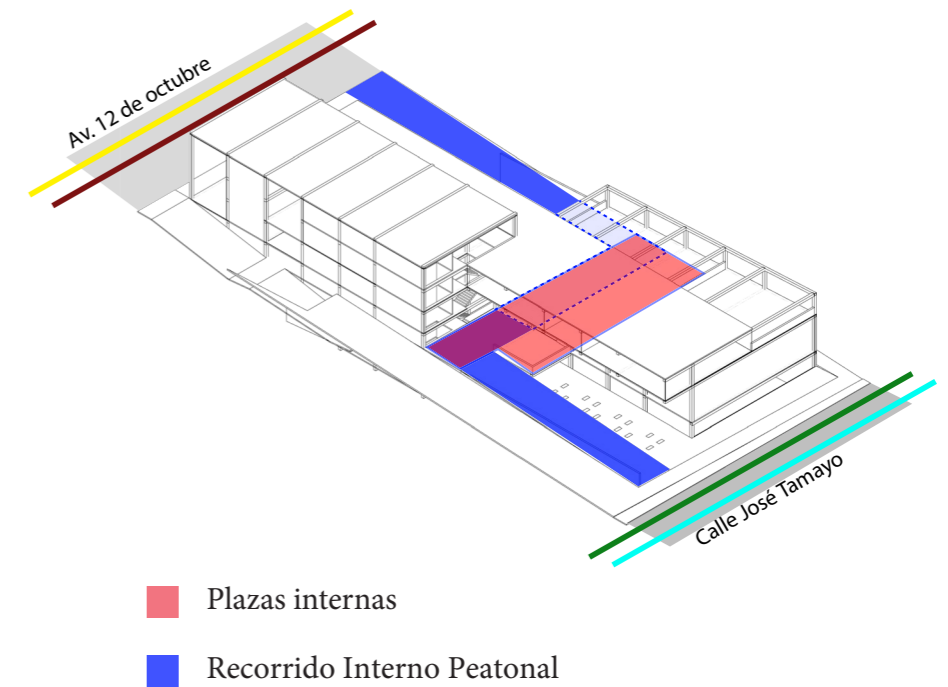 Av. 12 de octubre
Calle José Tamayo
Plazas internas
Recorrido Interno Peatonal